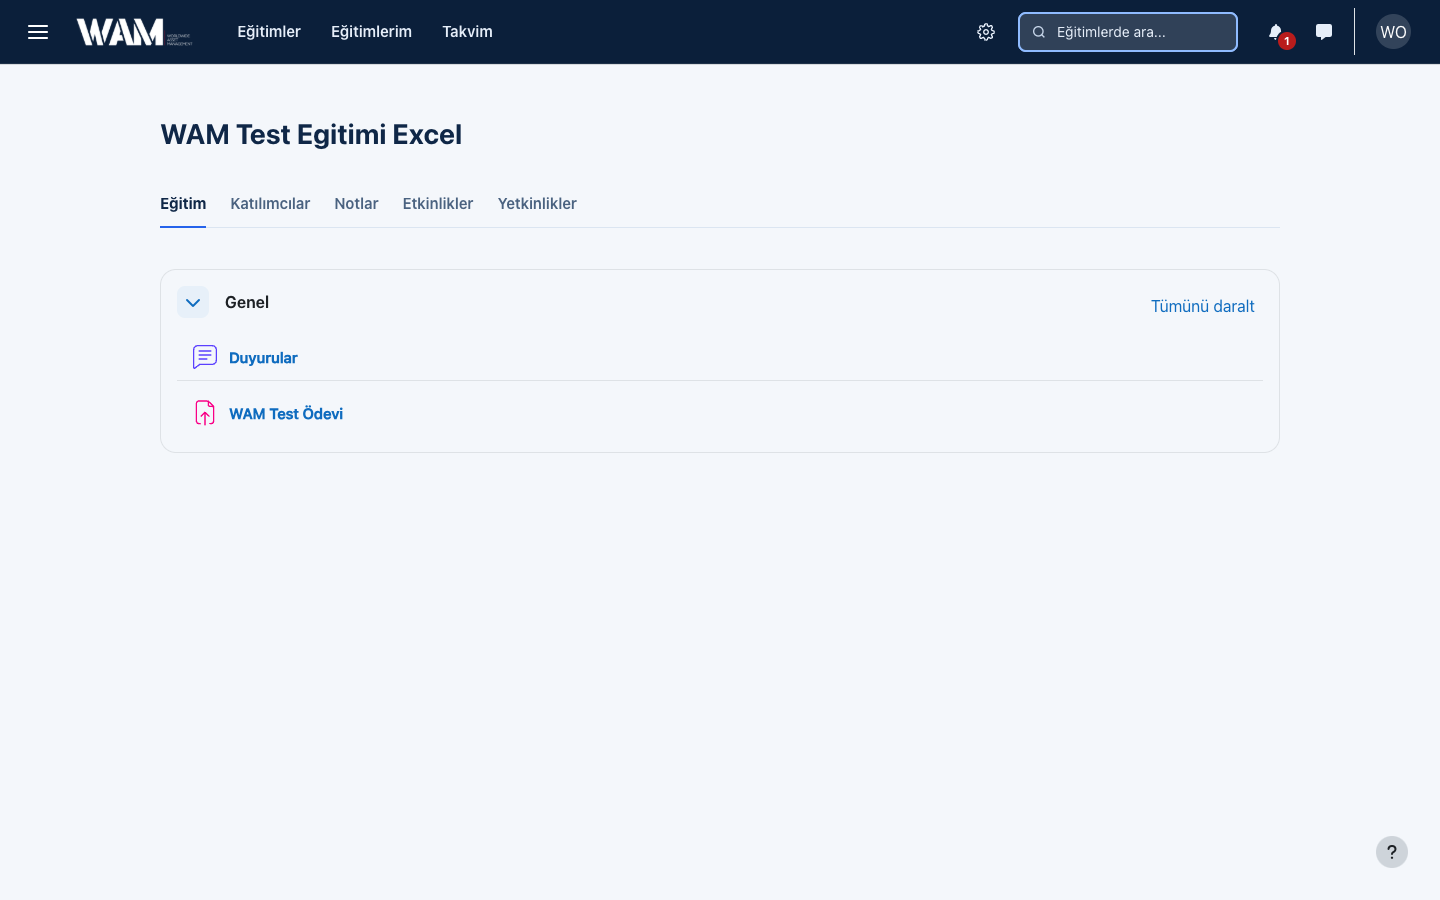 WAM
Eğitimler
Eğitimlerim
Takvim
Eğitimlerde ara...
1
WO
WAM Test Egitimi Excel
Eğitim
Katılımcılar
Notlar
Etkinlikler
Yetkinlikler
Genel
Tümünü daralt
Duyurular
WAM Test Ödevi
?